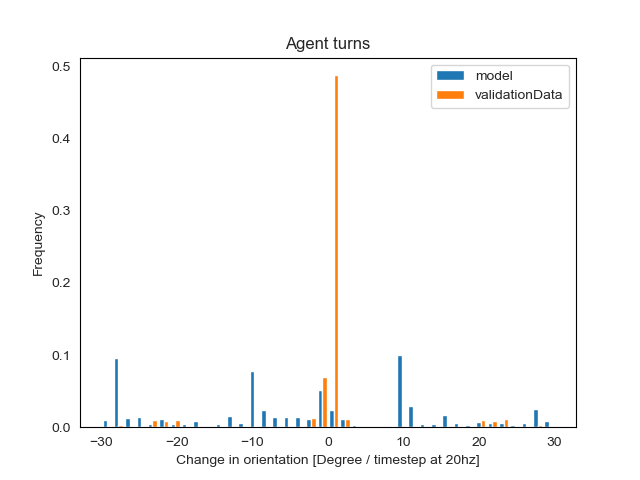 Agent turns
model
validationData
0.5
0.4
0.3
0.2
0.1
0.0
Frequency
−30 −20 −10 0 10 20 30
Change in orientation [Degree / timestep at 20hz]